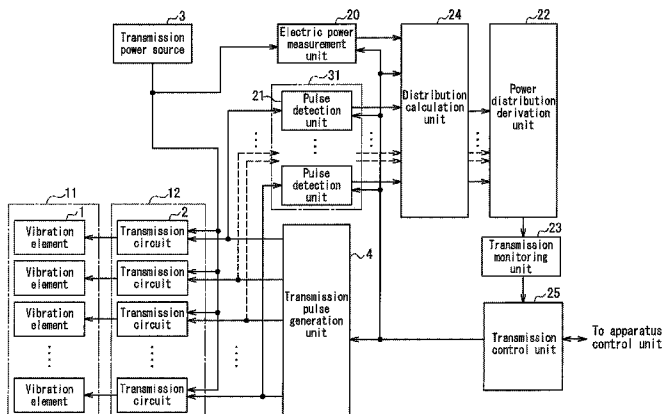 3
Transmission
power source
20
Electric power
measurement
unit
24
Distribution
calculation
unit
22
Power
distribution
derivation
unit
31
21
Pulse
detection
unit
Pulse
detection
unit
11
1
Vibration
element
Vibration
element
Vibration
element
Vibration
element
12
2
Transmission
circuit
Transmission
circuit
Transmission
circuit
Transmission
circuit
4
Transmission
pulse
generation
unit
23
Transmission
monitoring
unit
25
Transmission
control unit
To apparatus
control unit